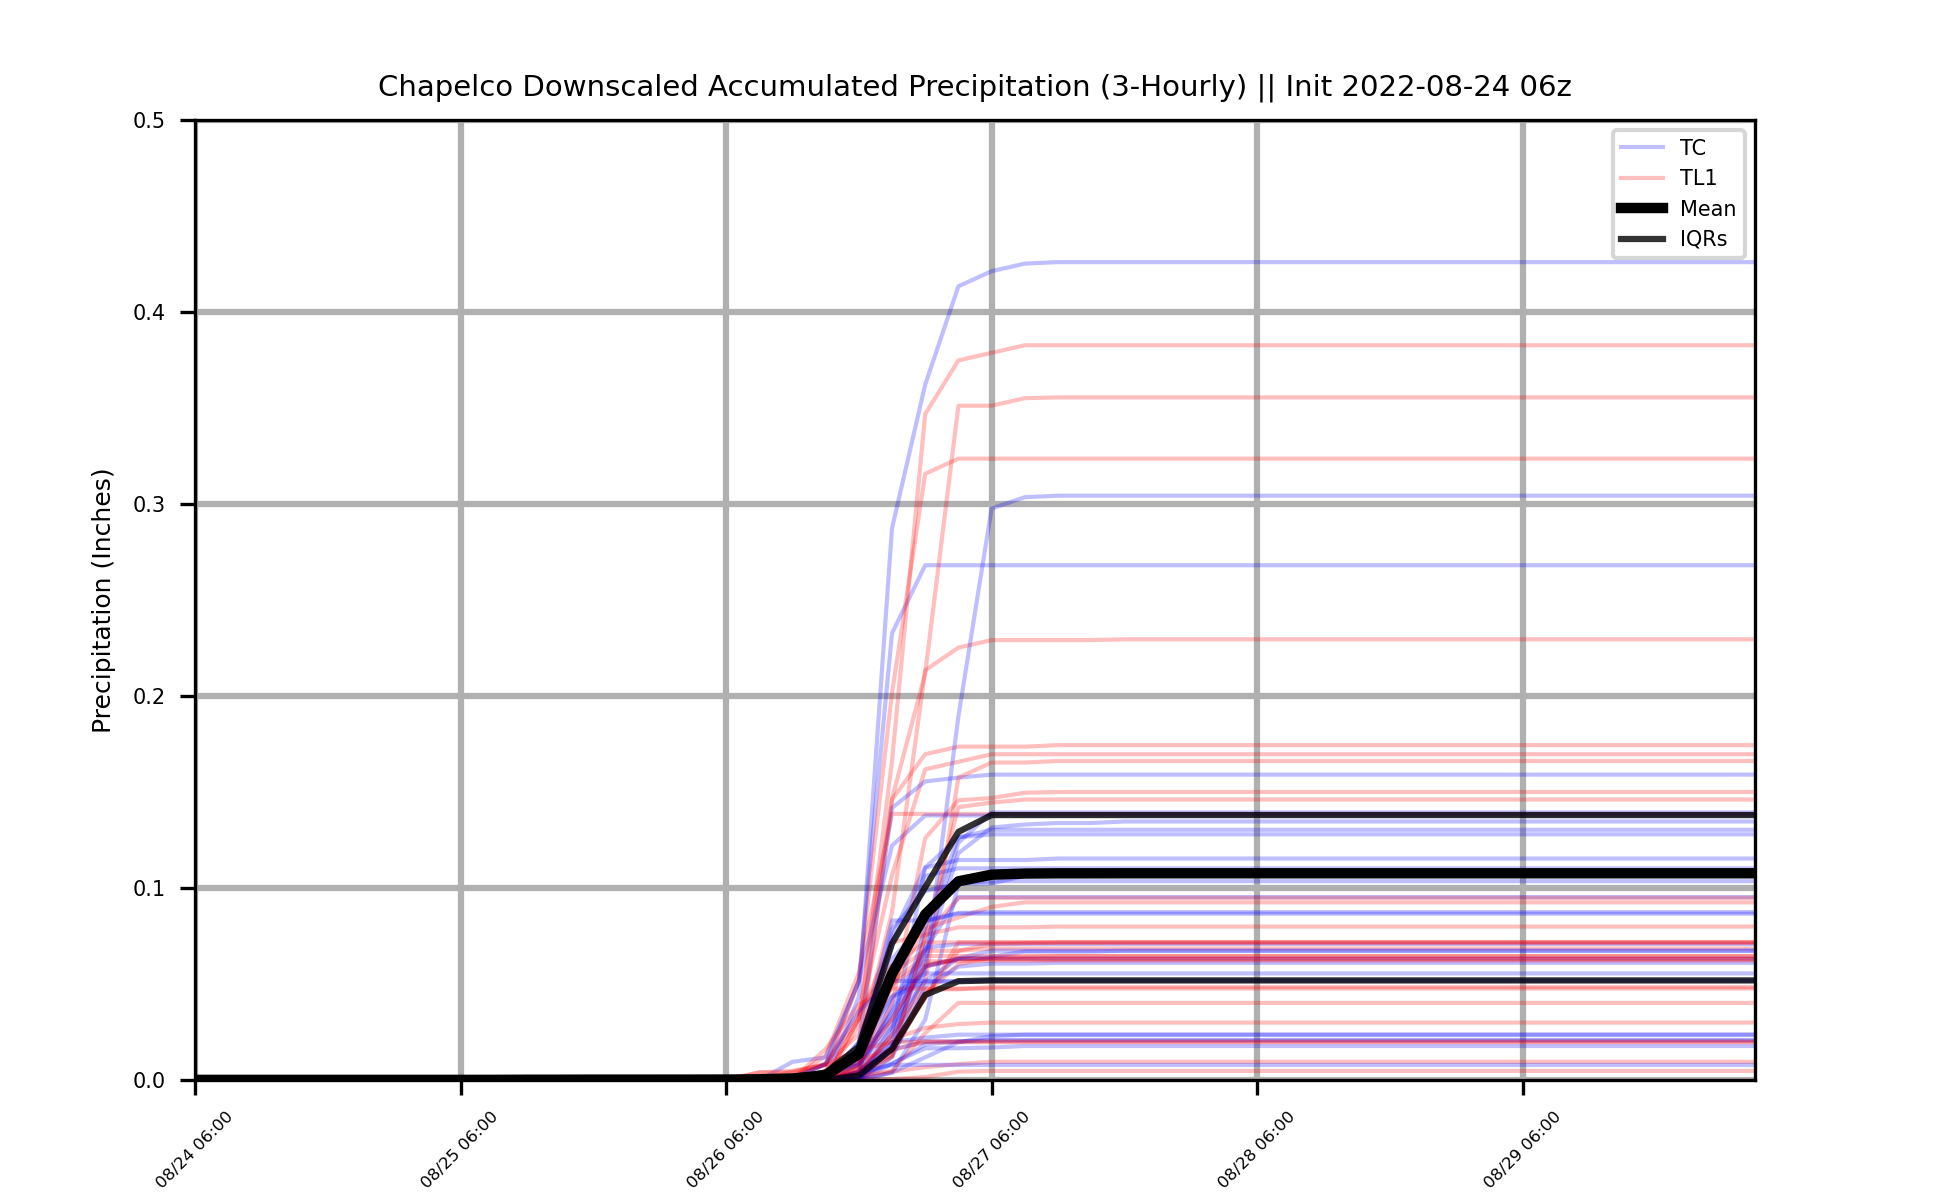 Chapelco Downscaled Accumulated Precipitation (3-Hourly) || Init 2022-08-24 06z
0.5
0.4
0.3
0.2
0.1
0.0
Precipitation (Inches)
TC
TL1
Mean
IQRs
08/24 06:00
08/25 06:00
08/26 06:00
08/27 06:00
08/28 06:00
08/29 06:00